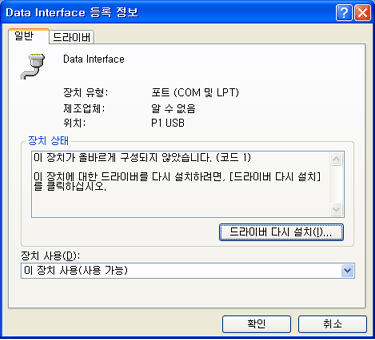 Data Interface 등록 정보
일반
드라이버
Data Interface
장치 유형: 포트 (COM 및 LPT)
제조업체: 알 수 없음
위치: P1 USB
장치 상태
이 장치가 올바르게 구성되지 않았습니다. (코드 1)
이 장치에 대한 드라이버를 다시 설치하려면, [드라이버 다시 설치]
를 클릭하십시오.
드라이버 다시 설치(I)...
장치 사용(D):
이 장치 사용(사용 가능)
확인
취소